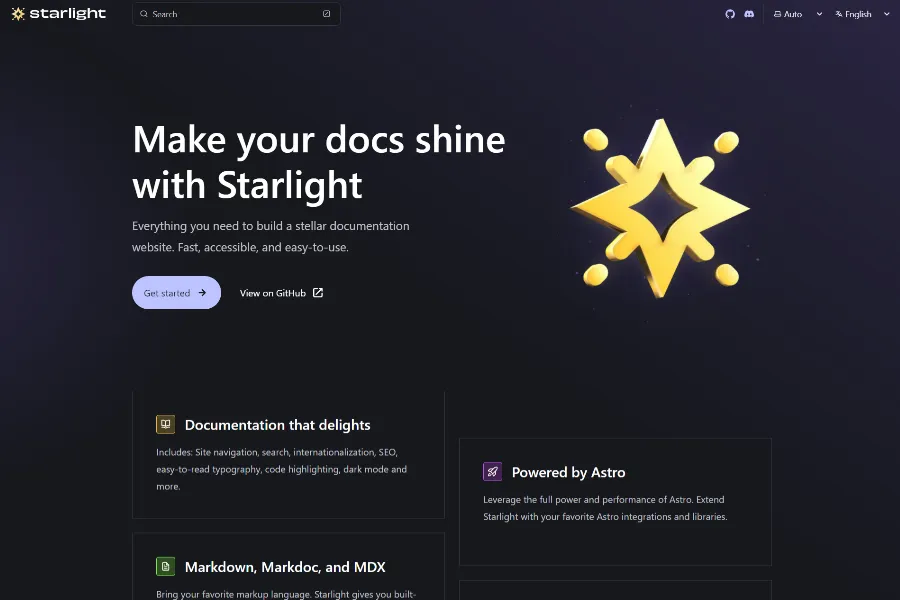 starlight
Search
Auto
English
Make your docs shine
with Starlight
Everything you need to build a stellar documentation
website. Fast, accessible, and easy-to-use.
Get started
View on GitHub
Documentation that delights
Includes: Site navigation, search, internationalization, SEO,
easy-to-read typography, code highlighting, dark mode and
more.
Powered by Astro
Leverage the full power and performance of Astro. Extend
Starlight with your favorite Astro integrations and libraries.
Markdown, Markdoc, and MDX
Bring your favorite markup language. Starlight gives you built-